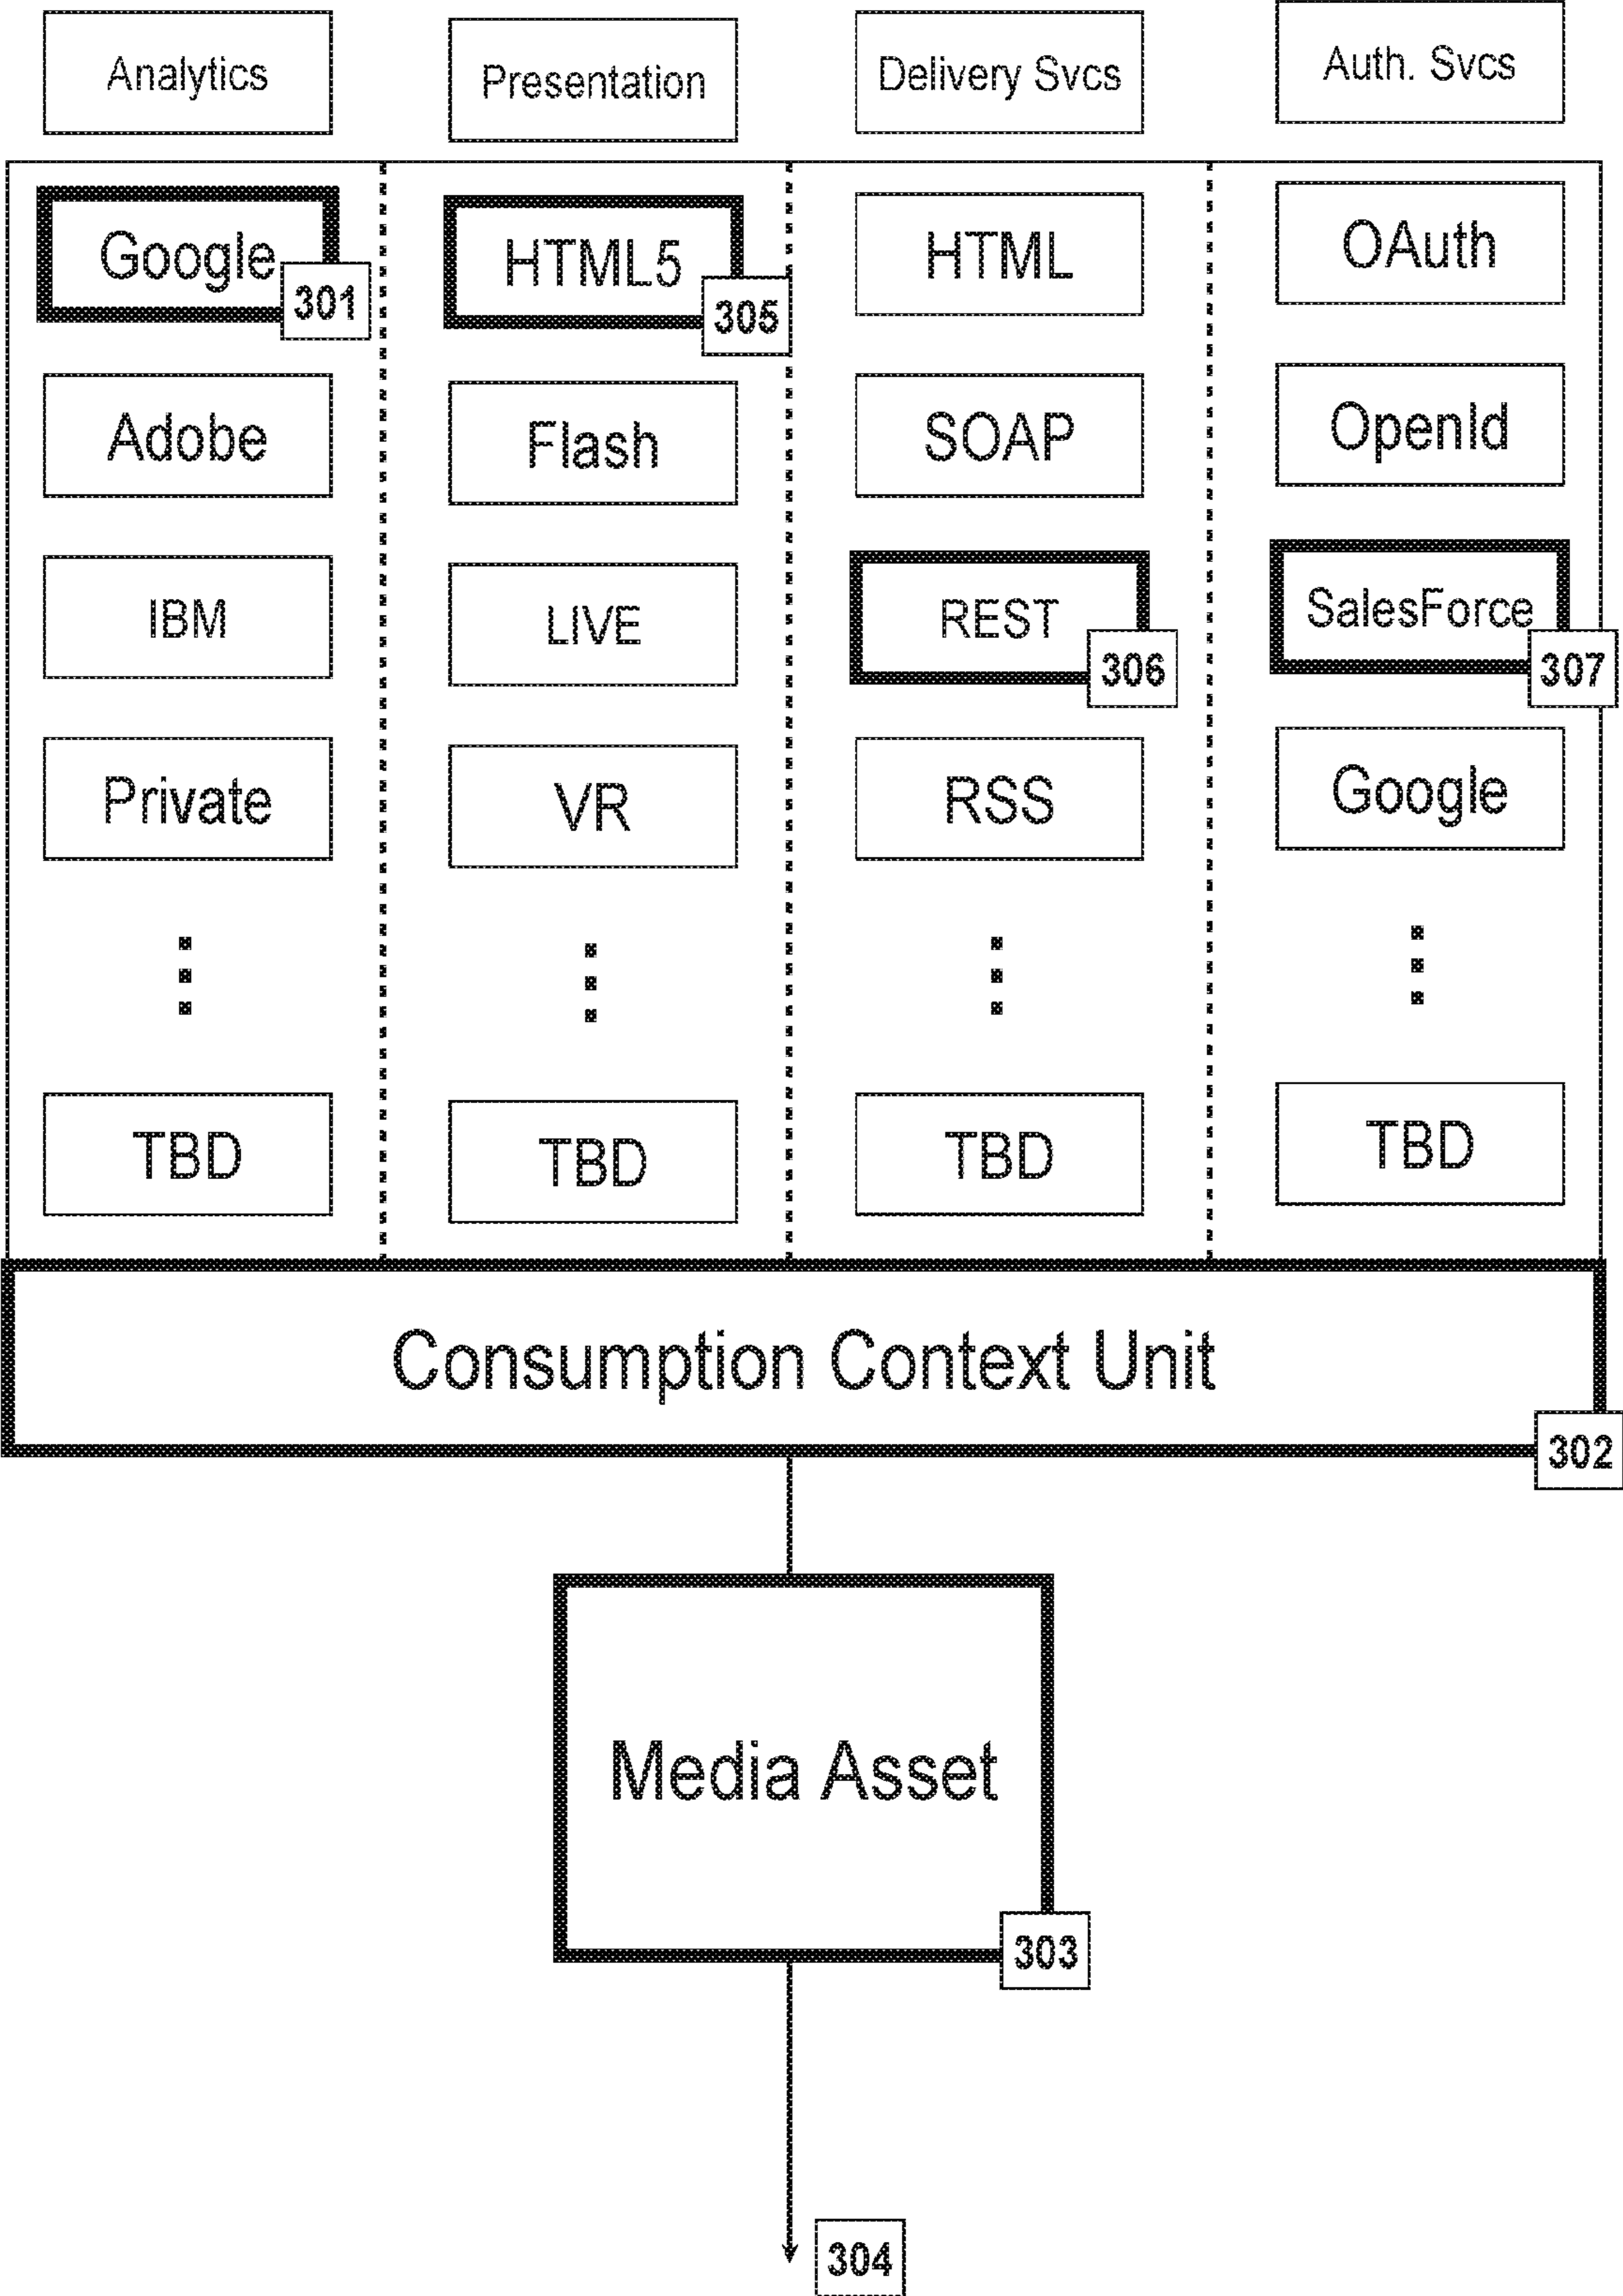 Analytics
Presentation
Delivery Svcs
Auth. Svcs
Google
301
HTML5
305
HTML
OAuth
Adobe
Flash
SOAP
OpenId
IBM
LIVE
REST
306
SalesForce
307
Private
VR
RSS
Google
TBD
TBD
TBD
TBD
Consumption Context Unit
302
Media Asset
303
304